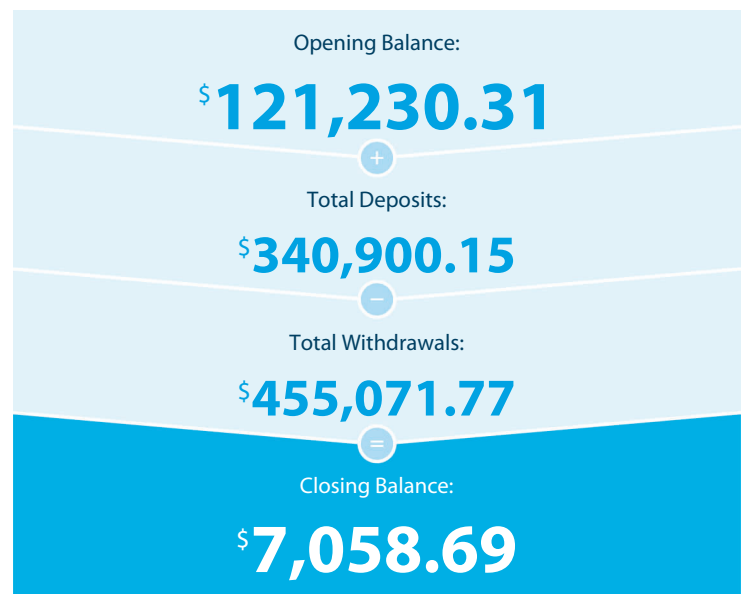 Opening Balance:
$121,230.31
+
Total Deposits:
$340,900.15
−
Total Withdrawals:
$455,071.77
=
Closing Balance:
$7,058.69